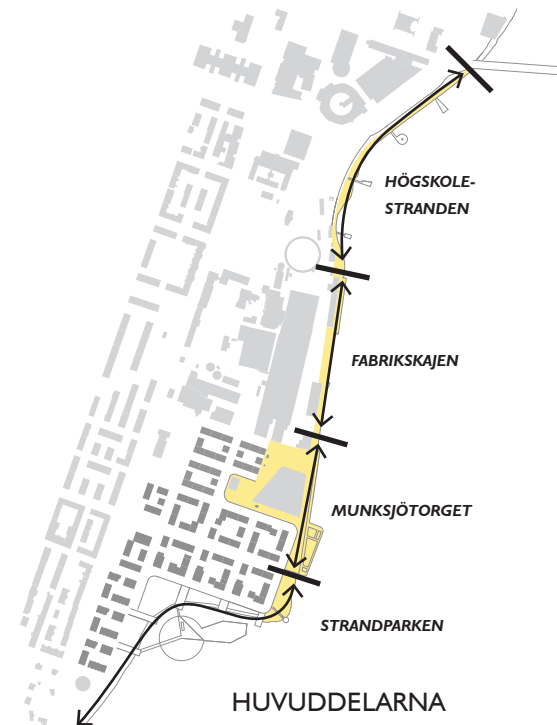 HÖGSKOLE-
STRANDEN
FABRIKSKAJEN
MUNKSJÖTORGET
STRANDPARKEN
HUVUDDELARNA